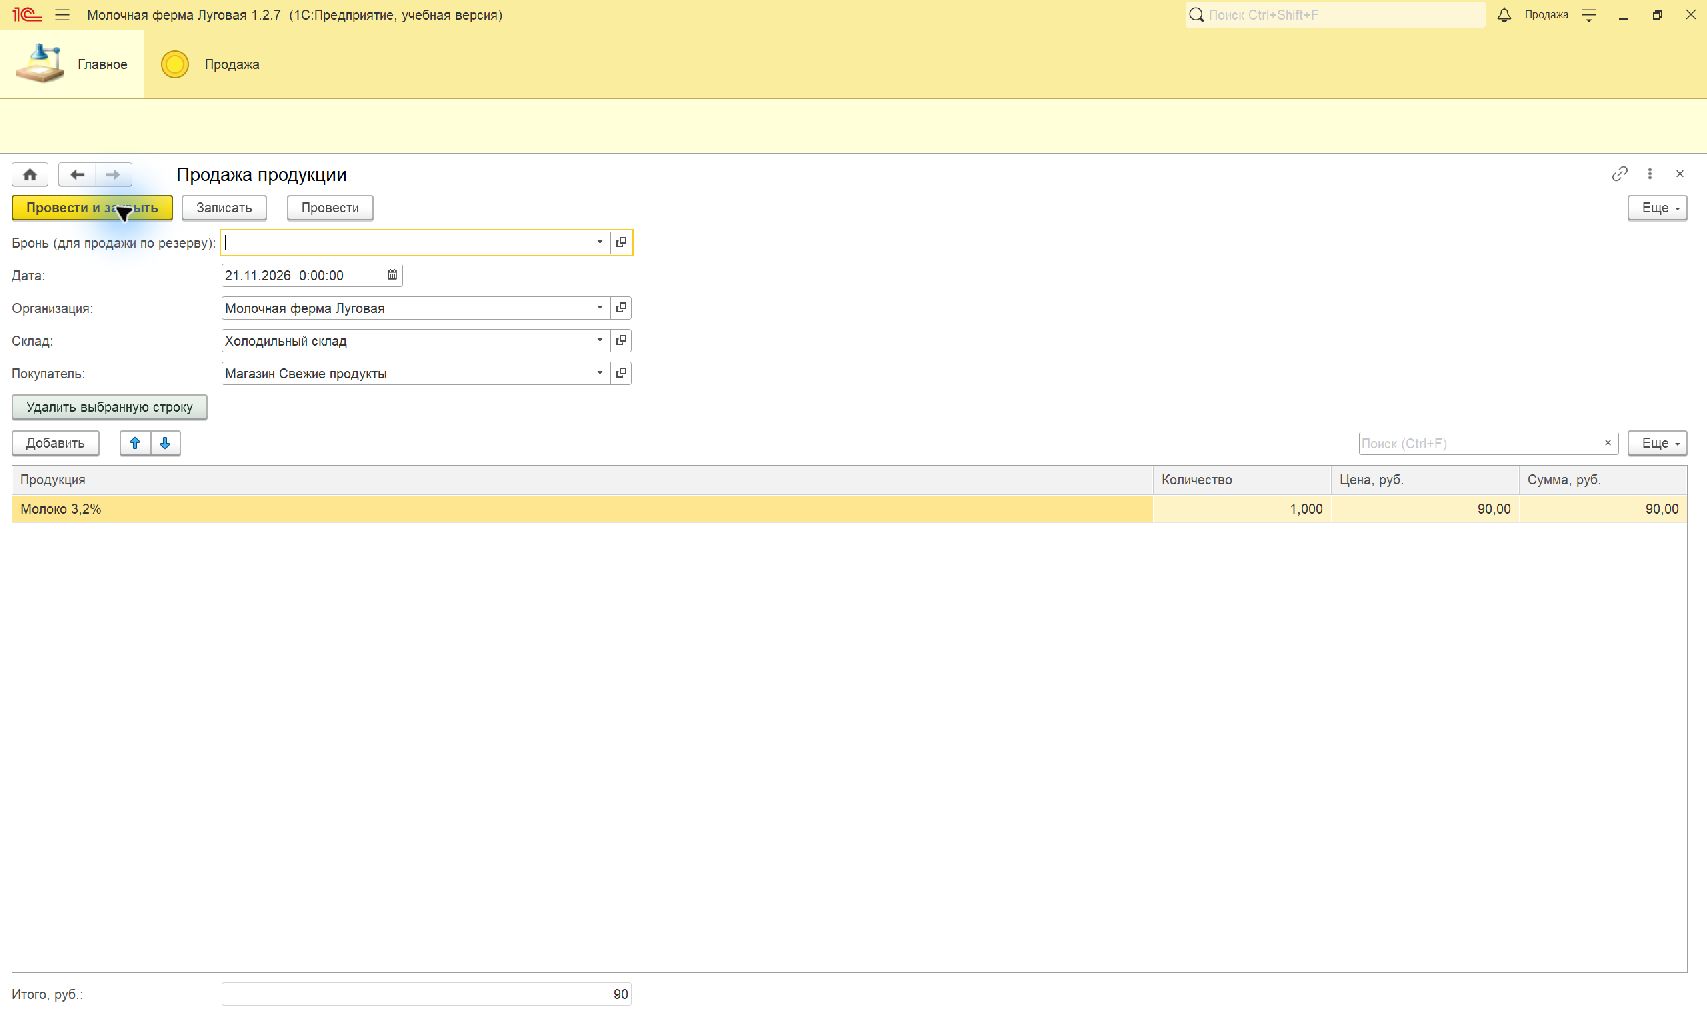 1С Молочная ферма Луговая 1.2.7 (1С:Предприятие, учебная версия) Поиск Ctrl+Shift+F Продажа
Главное Продажа
Продажа продукции
Провести и закрыть Записать Провести Еще
Бронь (для продажи по резерву):
Дата: 21.11.2026 0:00:00
Организация: Молочная ферма Луговая
Склад: Холодильный склад
Покупатель: Магазин Свежие продукты
Удалить выбранную строку
Добавить Поиск (Ctrl+F) × Еще
Продукция Количество Цена, руб. Сумма, руб.
Молоко 3,2% 1,000 90,00 90,00
Итого, руб.: 90